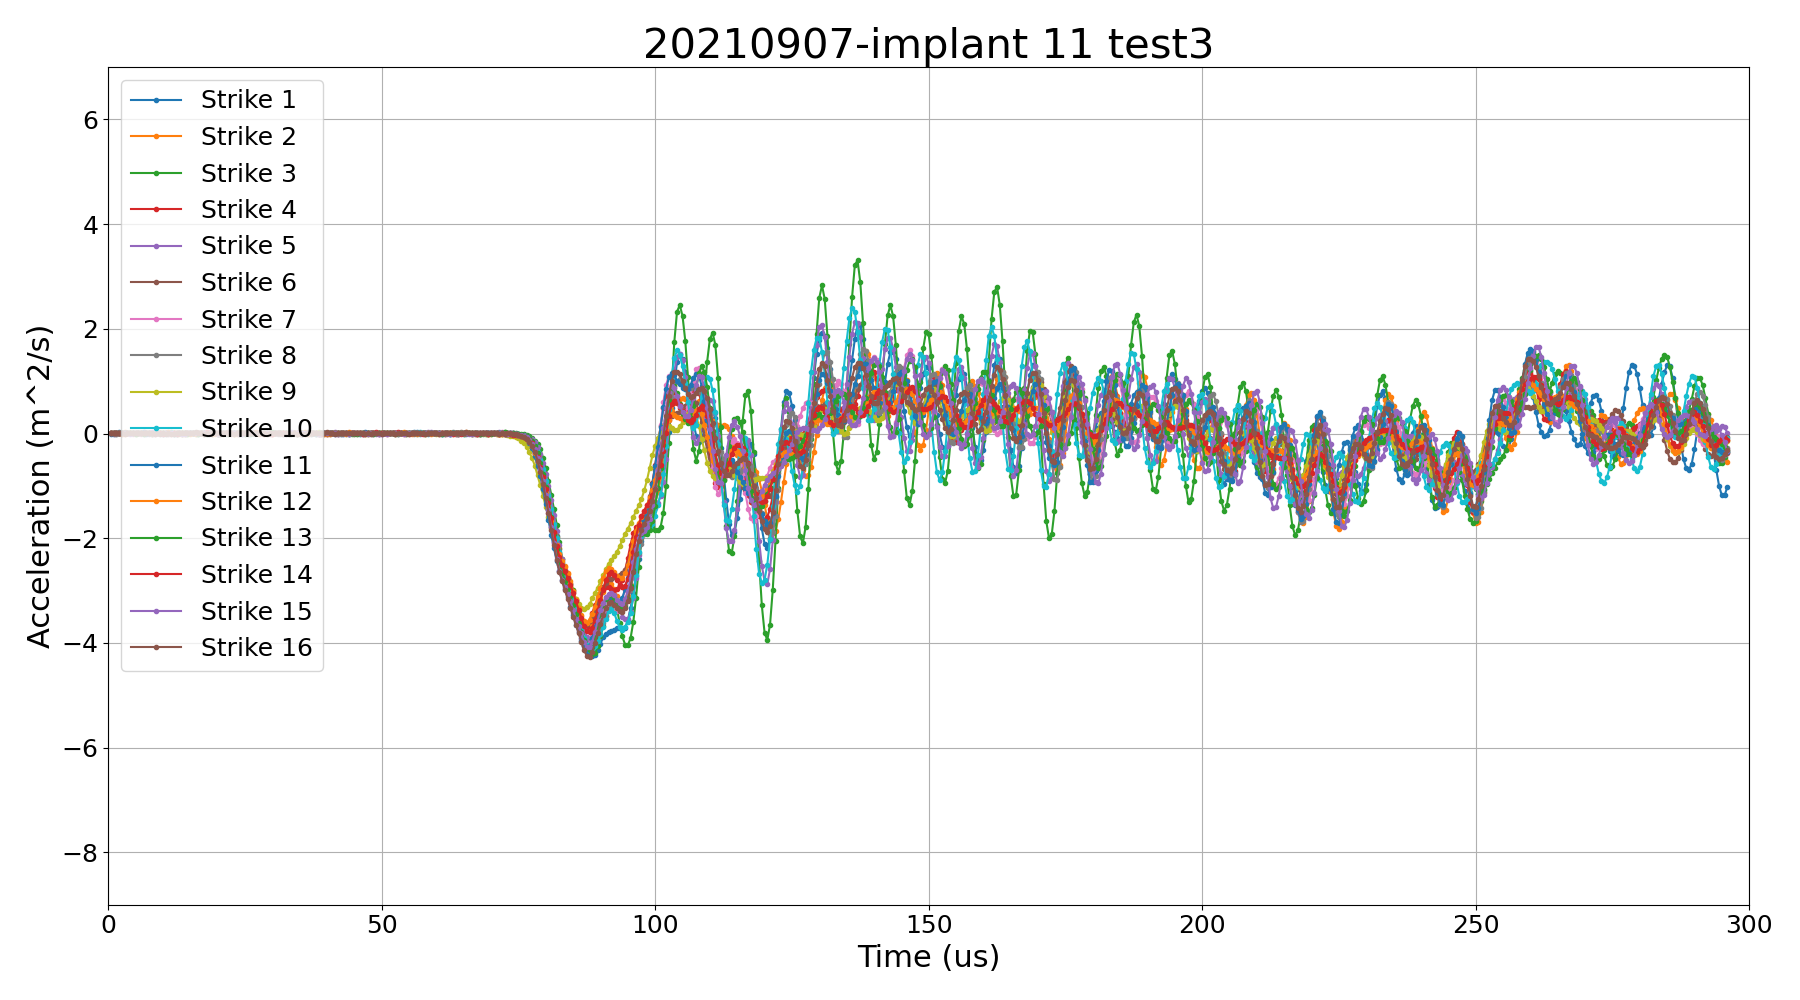 20210907-implant 11 test3
Strike 1
Strike 2
Strike 3
Strike 4
Strike 5
Strike 6
Strike 7
Strike 8
Strike 9
Strike 10
Strike 11
Strike 12
Strike 13
Strike 14
Strike 15
Strike 16
6
4
2
0
−2
−4
−6
−8
Acceleration (m^2/s)
0 50 100 150 200 250 300
Time (us)